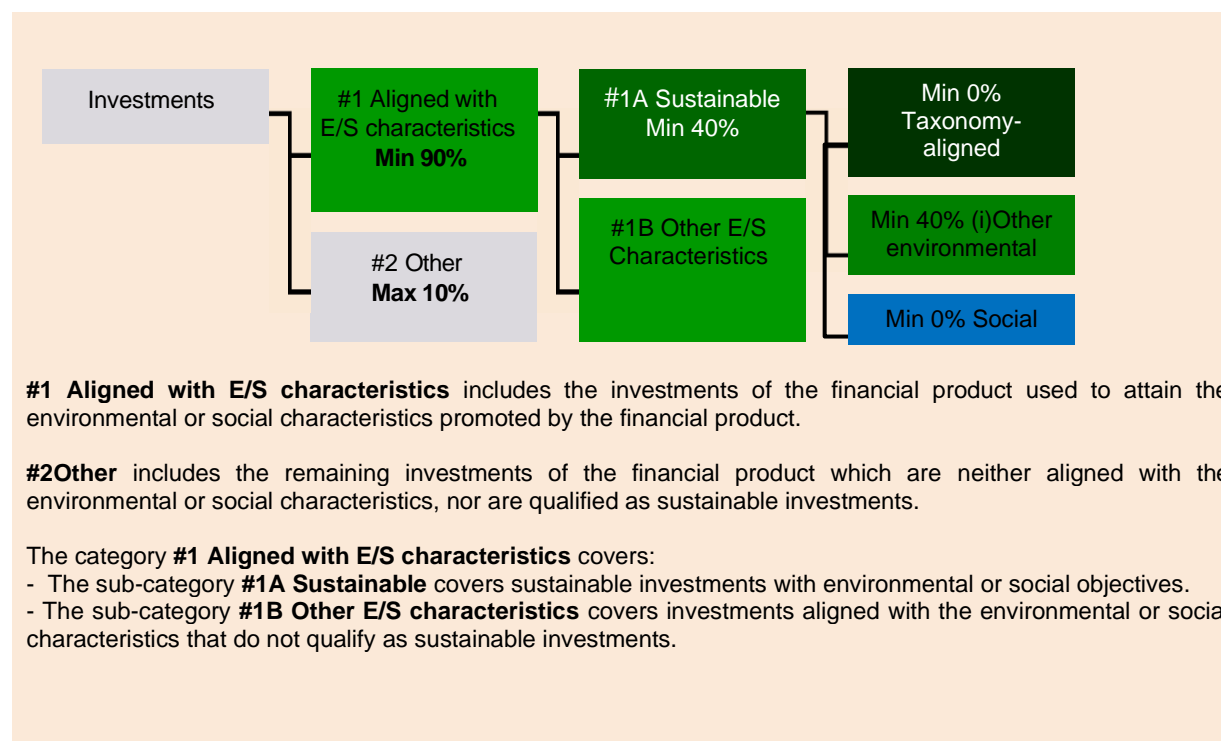 Investments
#1 Aligned with
E/S characteristics
Min 90%
#2 Other
Max 10%
#1A Sustainable
Min 40%
#1B Other E/S
Characteristics
Min 0%
Taxonomy-
aligned
Min 40% (i)Other
environmental
Min 0% Social
#1 Aligned with E/S characteristics includes the investments of the financial product used to attain the
environmental or social characteristics promoted by the financial product.
#2Other includes the remaining investments of the financial product which are neither aligned with the
environmental or social characteristics, nor are qualified as sustainable investments.
The category #1 Aligned with E/S characteristics covers:
- The sub-category #1A Sustainable covers sustainable investments with environmental or social objectives.
- The sub-category #1B Other E/S characteristics covers investments aligned with the environmental or social
characteristics that do not qualify as sustainable investments.